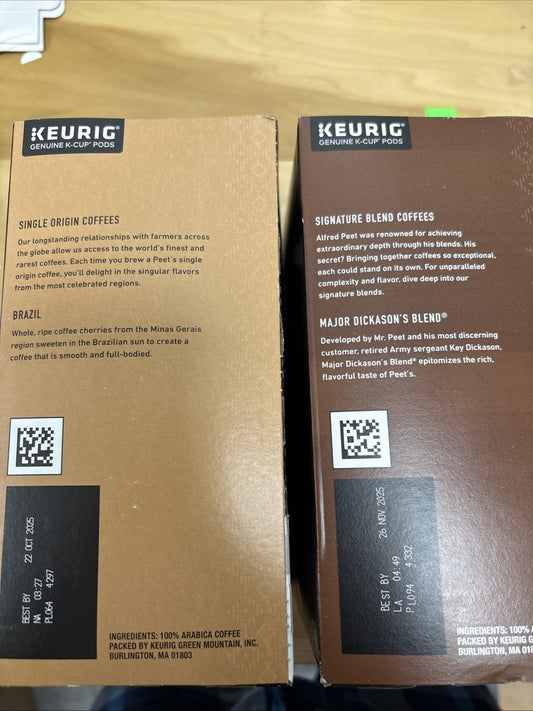 KEURIG®
GENUINE K-CUP® PODS
SINGLE ORIGIN COFFEES
Our longstanding relationships with farmers across
the globe allow us access to the world's finest and
rarest coffees. Each time you brew a Peet's single
origin coffee, you'll delight in the singular flavors
from the most celebrated regions.
BRAZIL
Whole, ripe coffee cherries from the Minas Gerais
region sweeten in the Brazilian sun to create a
coffee that is smooth and full-bodied.
BEST BY 22 OCT 2025
NA 03:27
PL064 4297
INGREDIENTS: 100% ARABICA COFFEE
PACKED BY KEURIG GREEN MOUNTAIN, INC.
BURLINGTON, MA 01803
KEURIG®
GENUINE K-CUP® PODS
SIGNATURE BLEND COFFEES
Alfred Peet was renowned for achieving
extraordinary depth through his blends. His
secret? Bringing together coffees so exceptional,
each could stand on its own. For unparalleled
complexity and flavor, dive deep into our
signature blends.
MAJOR DICKASON'S BLEND®
Developed by Mr. Peet and his most discerning
customer, retired Army sergeant Key Dickason,
Major Dickason's Blend® epitomizes the rich,
flavorful taste of Peet's.
BEST BY 26 NOV 2025
LA 04:49
PL094 4332
INGREDIENTS: 100% A
PACKED BY KEURIG G
BURLINGTON, MA 018